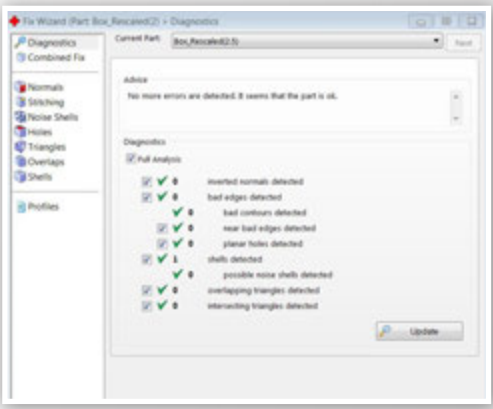 Fix Wizard (Part: Box_Rescaled(2) » Diagnostics
Diagnostics
Combined Fix
Normals
Stitching
Noise Shells
Holes
Triangles
Overlaps
Shells
Profiles
Current Part: Box_Rescaled(2.5) Next
Advice
No more errors are detected. It seems that the part is ok.
Diagnostics
Full Analysis
0 inverted normals detected
0 bad edges detected
0 bad contours detected
0 near bad edges detected
0 planar holes detected
1 shells detected
0 possible noise shells detected
0 overlapping triangles detected
0 intersecting triangles detected
Update